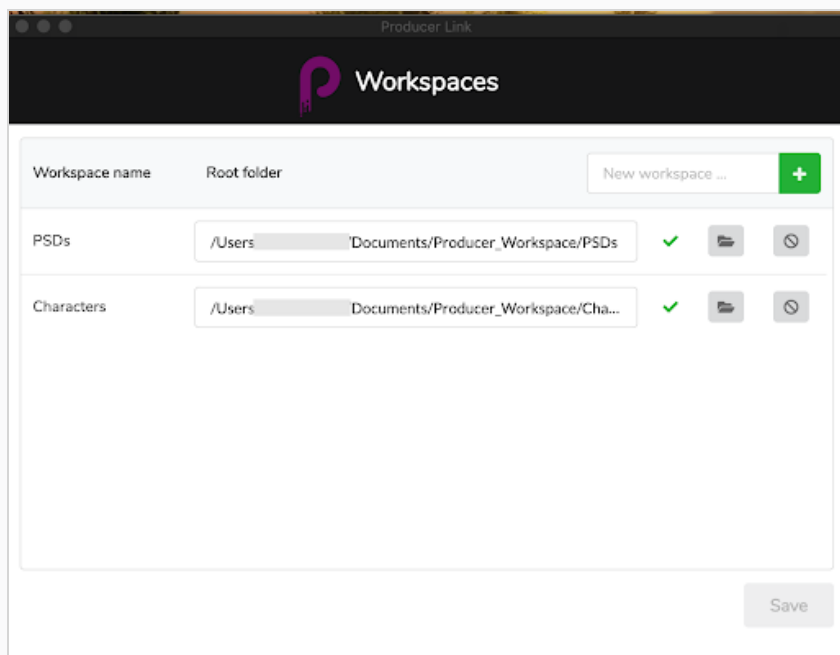 Producer Link
Workspaces
Workspace name Root folder New workspace ...
PSDs /Users /Documents/Producer_Workspace/PSDs
Characters /Users Documents/Producer_Workspace/Cha...
Save